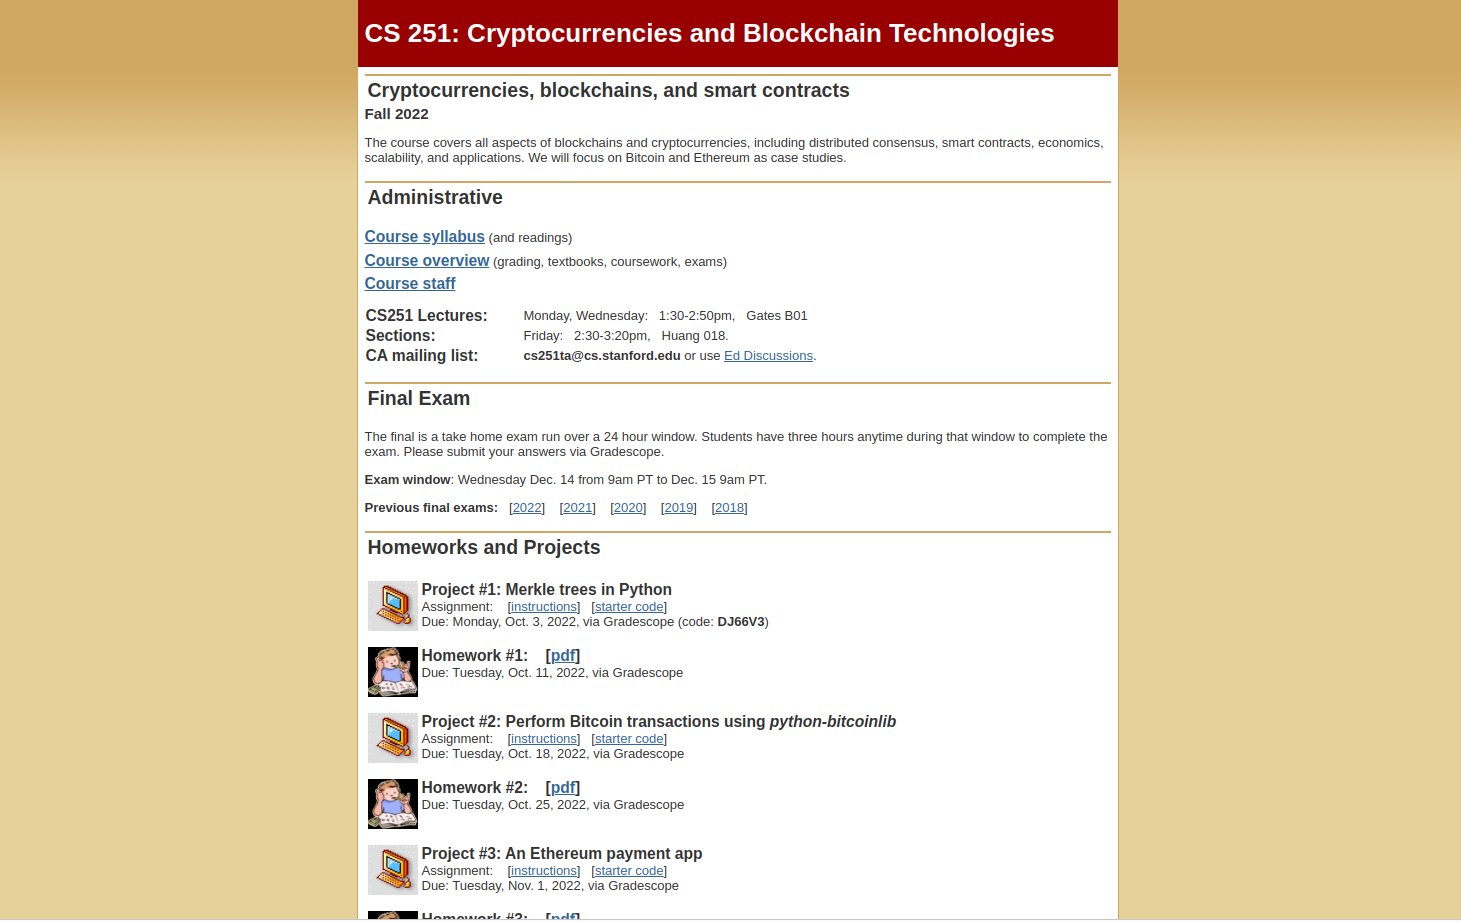 CS 251: Cryptocurrencies and Blockchain Technologies
Cryptocurrencies, blockchains, and smart contracts
Fall 2022
The course covers all aspects of blockchains and cryptocurrencies, including distributed consensus, smart contracts, economics,
scalability, and applications. We will focus on Bitcoin and Ethereum as case studies.
Administrative
Course syllabus (and readings)
Course overview (grading, textbooks, coursework, exams)
Course staff
CS251 Lectures: Monday, Wednesday: 1:30-2:50pm, Gates B01
Sections: Friday: 2:30-3:20pm, Huang 018.
CA mailing list: cs251ta@cs.stanford.edu or use Ed Discussions.
Final Exam
The final is a take home exam run over a 24 hour window. Students have three hours anytime during that window to complete the
exam. Please submit your answers via Gradescope.
Exam window: Wednesday Dec. 14 from 9am PT to Dec. 15 9am PT.
Previous final exams: [2022] [2021] [2020] [2019] [2018]
Homeworks and Projects
Project #1: Merkle trees in Python
Assignment: [instructions] [starter code]
Due: Monday, Oct. 3, 2022, via Gradescope (code: DJ66V3)
Homework #1: [pdf]
Due: Tuesday, Oct. 11, 2022, via Gradescope
Project #2: Perform Bitcoin transactions using python-bitcoinlib
Assignment: [instructions] [starter code]
Due: Tuesday, Oct. 18, 2022, via Gradescope
Homework #2: [pdf]
Due: Tuesday, Oct. 25, 2022, via Gradescope
Project #3: An Ethereum payment app
Assignment: [instructions] [starter code]
Due: Tuesday, Nov. 1, 2022, via Gradescope
Homework #3: [pdf]